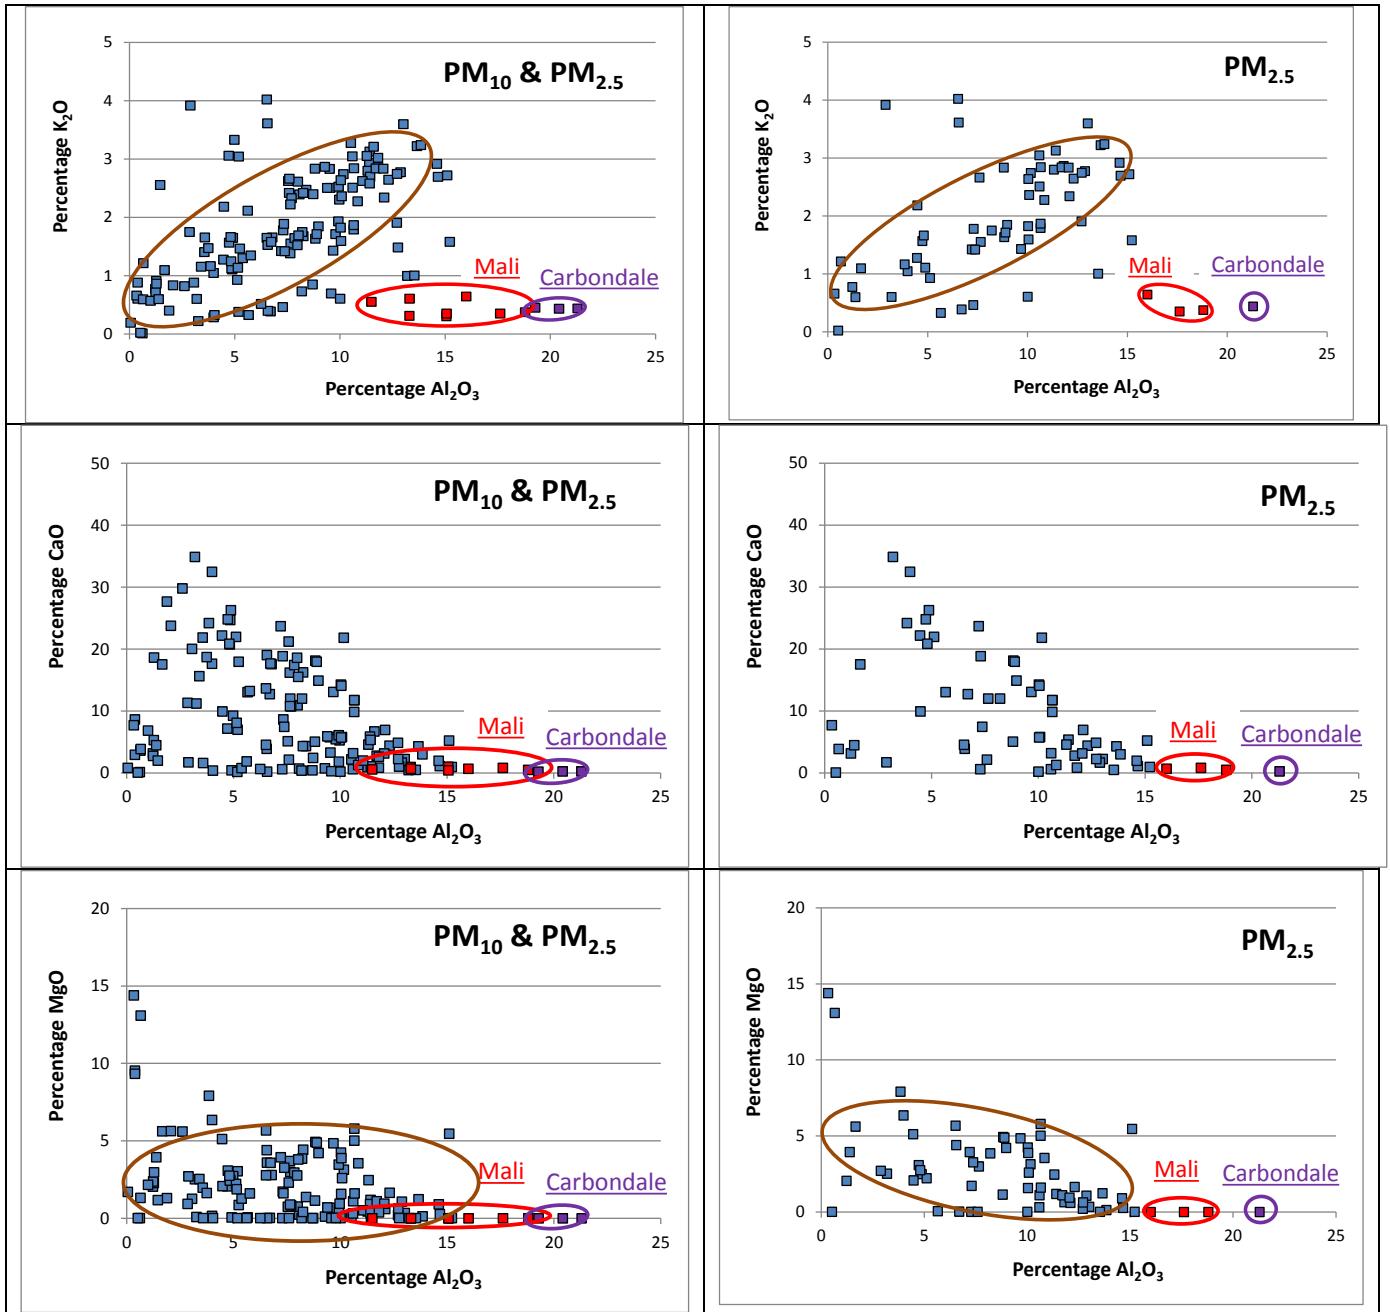 PM10 & PM2.5
Percentage K2O
5
4
3
2
1
0
0 5 10 15 20 25
Percentage Al2O3
Mali
Carbondale
PM2.5
Percentage K2O
5
4
3
2
1
0
0 5 10 15 20 25
Percentage Al2O3
Mali
Carbondale
PM10 & PM2.5
Percentage CaO
50
40
30
20
10
0
0 5 10 15 20 25
Percentage Al2O3
Mali
Carbondale
PM2.5
Percentage CaO
50
40
30
20
10
0
0 5 10 15 20 25
Percentage Al2O3
Mali
Carbondale
PM10 & PM2.5
Percentage MgO
20
15
10
5
0
0 5 10 15 20 25
Percentage Al2O3
Mali
Carbondale
PM2.5
Percentage MgO
20
15
10
5
0
0 5 10 15 20 25
Percentage Al2O3
Mali
Carbondale